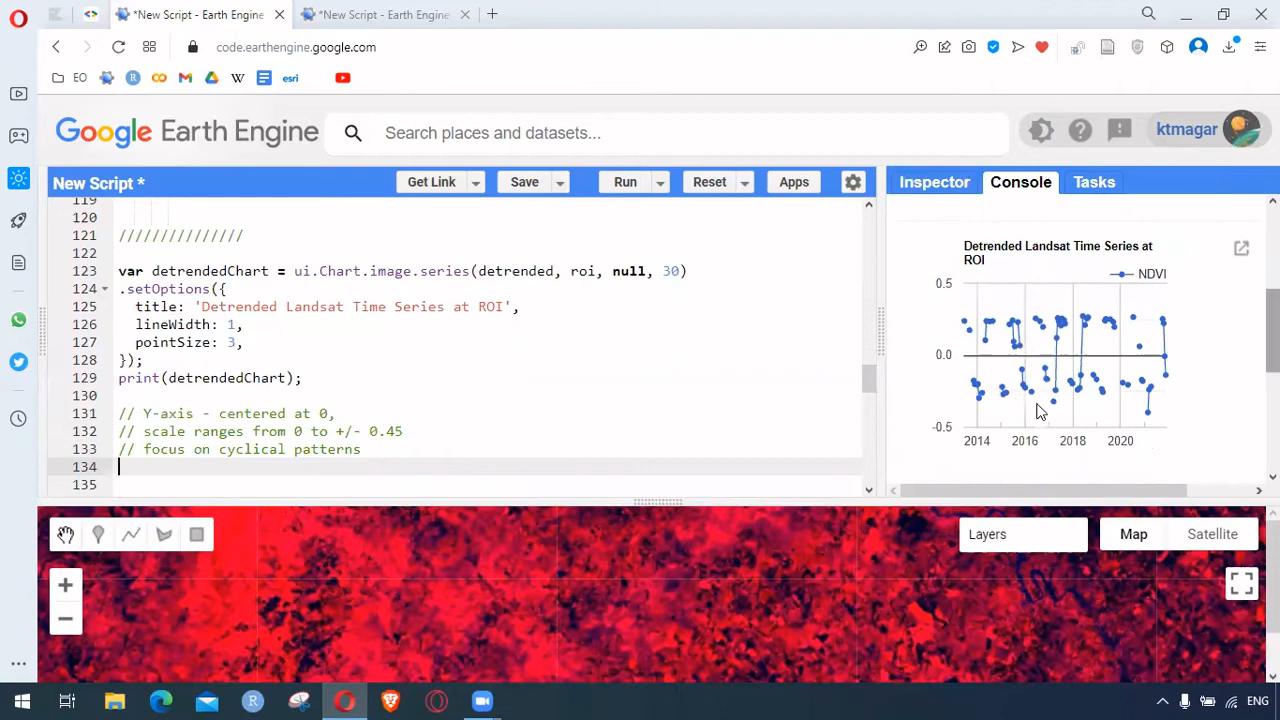 *New Script - Earth Engine
*New Script - Earth Engine
code.earthengine.google.com
EO
esri
Google Earth Engine
Search places and datasets...
ktmagar
New Script *
Get Link
Save
Run
Reset
Apps
Inspector
Console
Tasks
119
120
121 ///////////////
122
123 var detrendedChart = ui.Chart.image.series(detrended, roi, null, 30)
124 .setOptions({
125 title: 'Detrended Landsat Time Series at ROI',
126 lineWidth: 1,
127 pointSize: 3,
128 });
129 print(detrendedChart);
130
131 // Y-axis - centered at 0,
132 // scale ranges from 0 to +/- 0.45
133 // focus on cyclical patterns
134
135
Detrended Landsat Time Series at
ROI
NDVI
0.5
0.0
-0.5
2014 2016 2018 2020
Layers
Map
Satellite
ENG